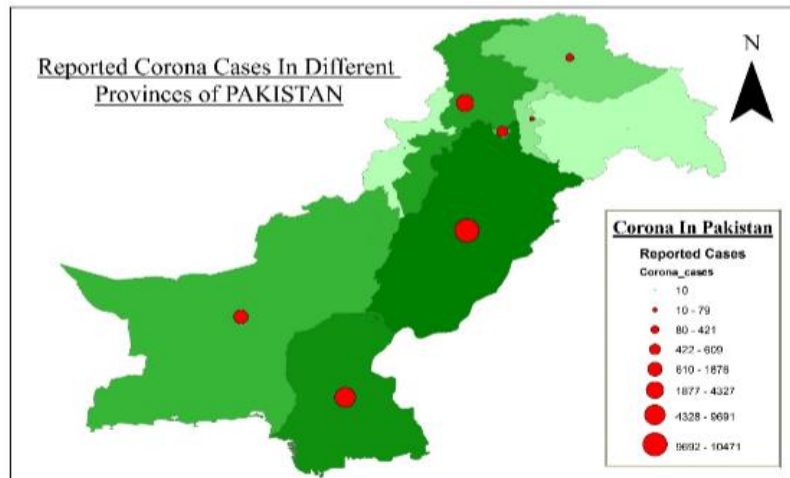 Reported Corona Cases In Different
Provinces of PAKISTAN
N
Corona In Pakistan
Reported Cases
Corona_cases
10
10 - 79
80 - 421
422 - 609
610 - 1876
1877 - 4327
4328 - 9691
9692 - 10471